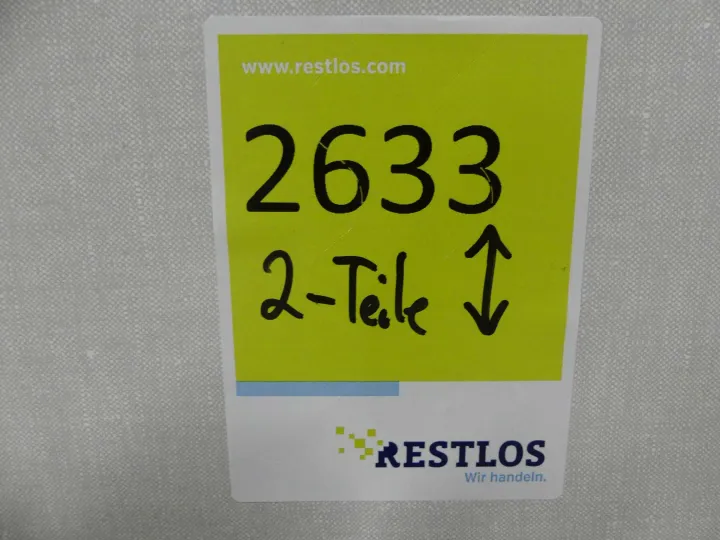 www.restlos.com
2633
2-Teile ↕
RESTLOS
Wir handeln.